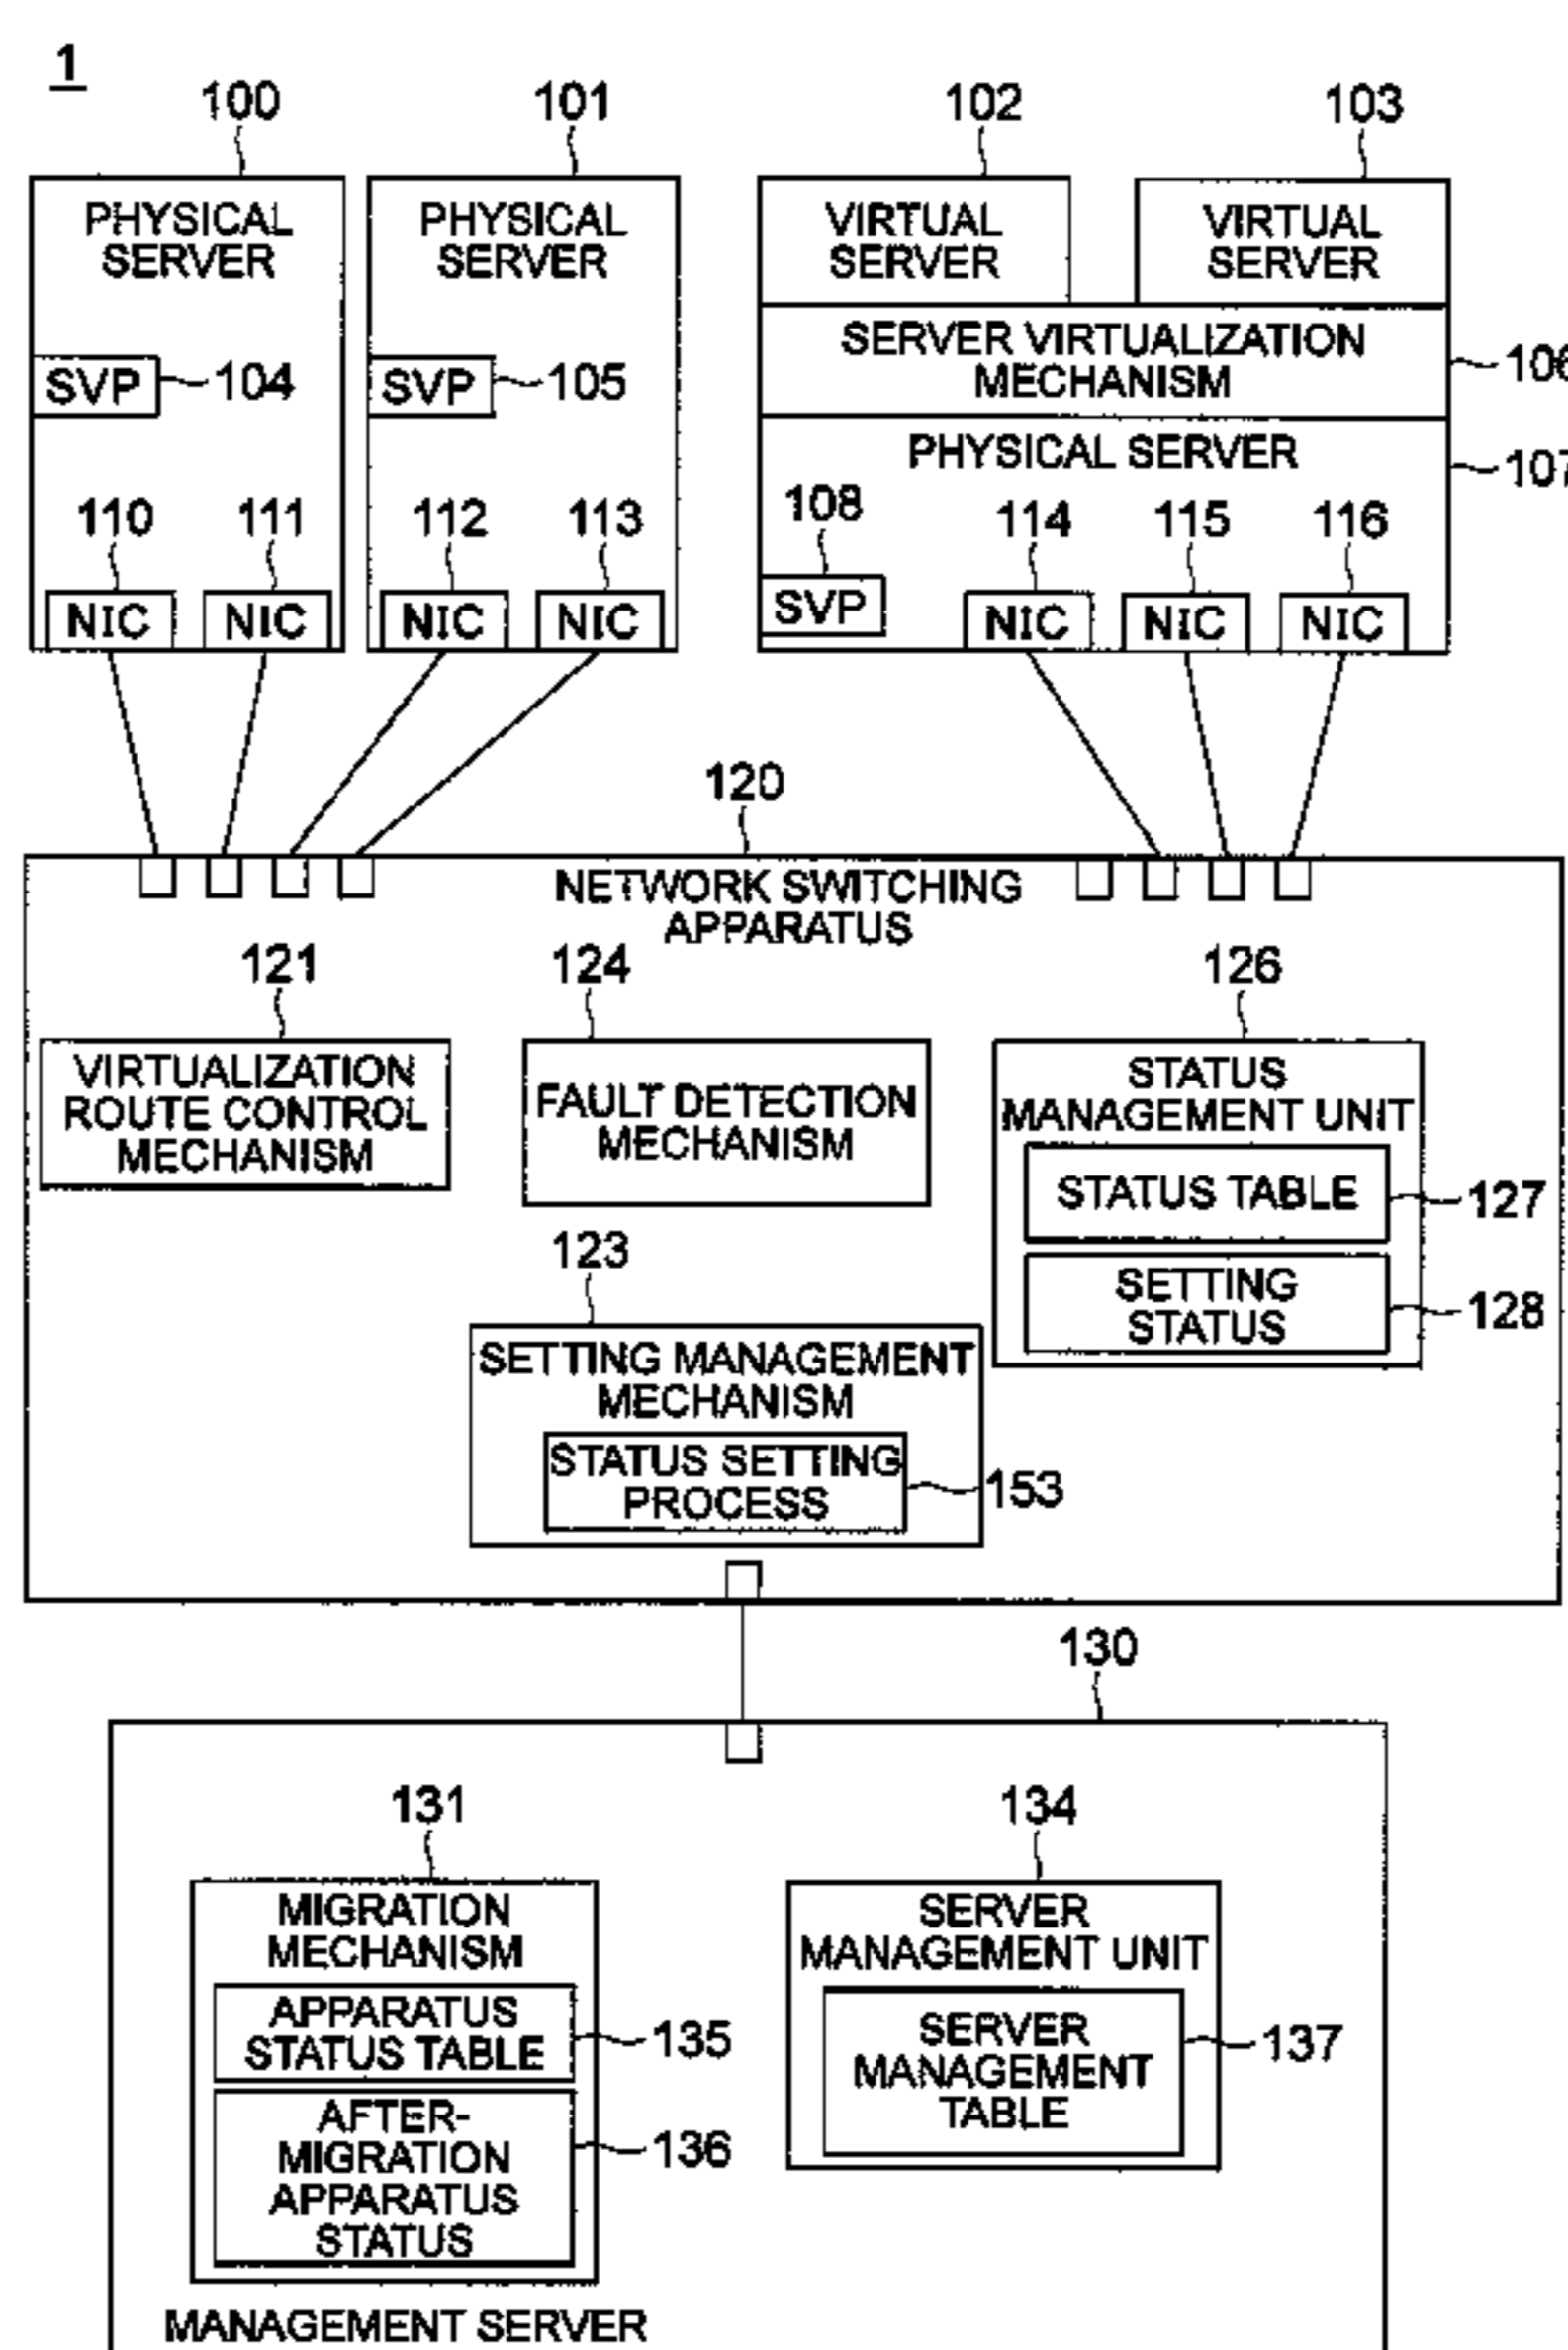 1
100
101
102
103
PHYSICAL
SERVER
PHYSICAL
SERVER
VIRTUAL
SERVER
VIRTUAL
SERVER
SERVER VIRTUALIZATION
MECHANISM
106
SVP
104
SVP
105
PHYSICAL SERVER
107
110
111
112
113
108
114
115
116
NIC
NIC
NIC
NIC
SVP
NIC
NIC
NIC
120
NETWORK SWITCHING
APPARATUS
121
124
126
VIRTUALIZATION
ROUTE CONTROL
MECHANISM
FAULT DETECTION
MECHANISM
STATUS
MANAGEMENT UNIT
STATUS TABLE
127
SETTING
STATUS
128
123
SETTING MANAGEMENT
MECHANISM
STATUS SETTING
PROCESS
153
130
131
134
MIGRATION
MECHANISM
APPARATUS
STATUS TABLE
135
AFTER-
MIGRATION
APPARATUS
STATUS
136
SERVER
MANAGEMENT UNIT
SERVER
MANAGEMENT
TABLE
137
MANAGEMENT SERVER